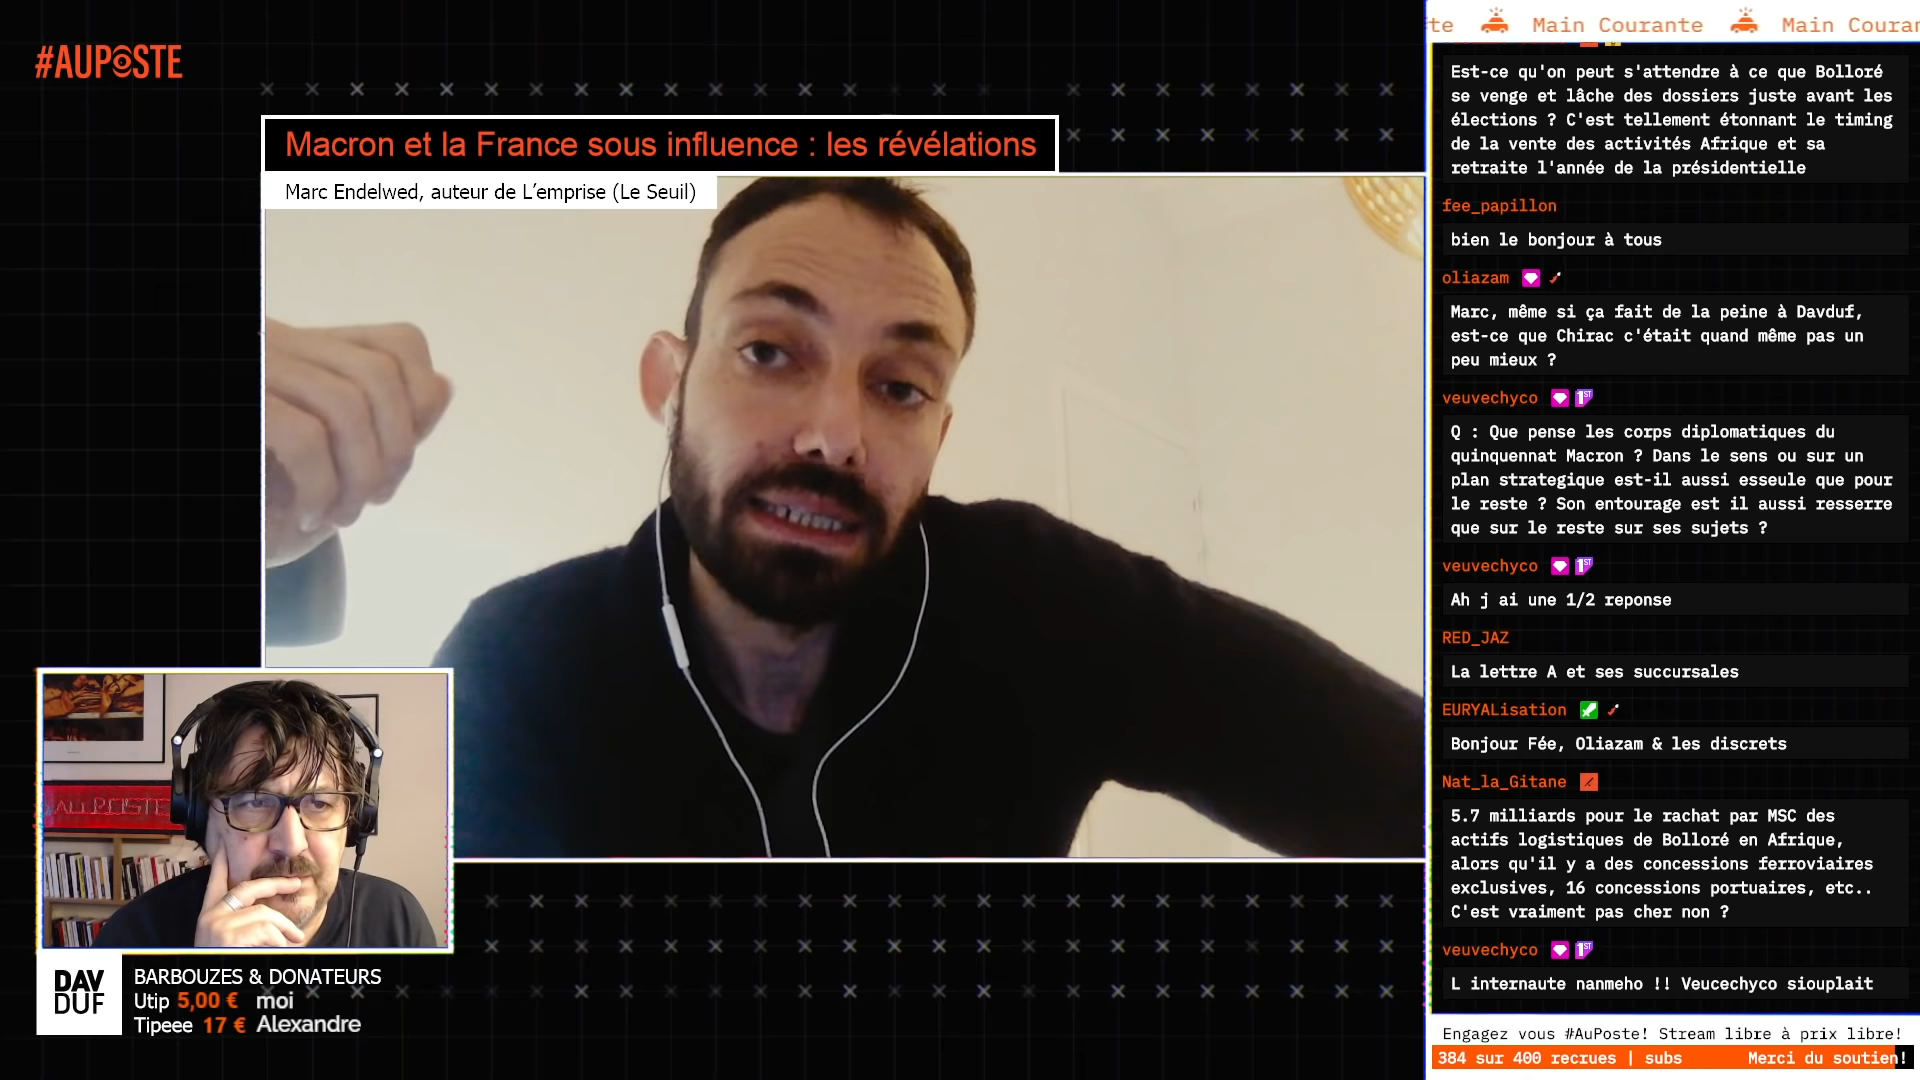 #AUPOSTE
Macron et la France sous influence : les révélations
Marc Endelwed, auteur de L'emprise (Le Seuil)
AU POSTE
DAV
DUF
BARBOUZES & DONATEURS
Utip 5,00 € moi
Tipeee 17 € Alexandre
te Main Courante Main Couran
Est-ce qu'on peut s'attendre à ce que Bolloré
se venge et lâche des dossiers juste avant les
élections ? C'est tellement étonnant le timing
de la vente des activités Afrique et sa
retraite l'année de la présidentielle
fee_papillon
bien le bonjour à tous
oliazam
Marc, même si ça fait de la peine à Davduf,
est-ce que Chirac c'était quand même pas un
peu mieux ?
veuvechyco 1ST
Q : Que pense les corps diplomatiques du
quinquennat Macron ? Dans le sens ou sur un
plan strategique est-il aussi esseule que pour
le reste ? Son entourage est il aussi resserre
que sur le reste sur ses sujets ?
veuvechyco 1ST
Ah j ai une 1/2 reponse
RED_JAZ
La lettre A et ses succursales
EURYALisation
Bonjour Fée, Oliazam & les discrets
Nat_la_Gitane
5.7 milliards pour le rachat par MSC des
actifs logistiques de Bolloré en Afrique,
alors qu'il y a des concessions ferroviaires
exclusives, 16 concessions portuaires, etc..
C'est vraiment pas cher non ?
veuvechyco 1ST
L internaute nanmeho !! Veucechyco siouplait
Engagez vous #AuPoste! Stream libre à prix libre!
384 sur 400 recrues | subs Merci du soutien!